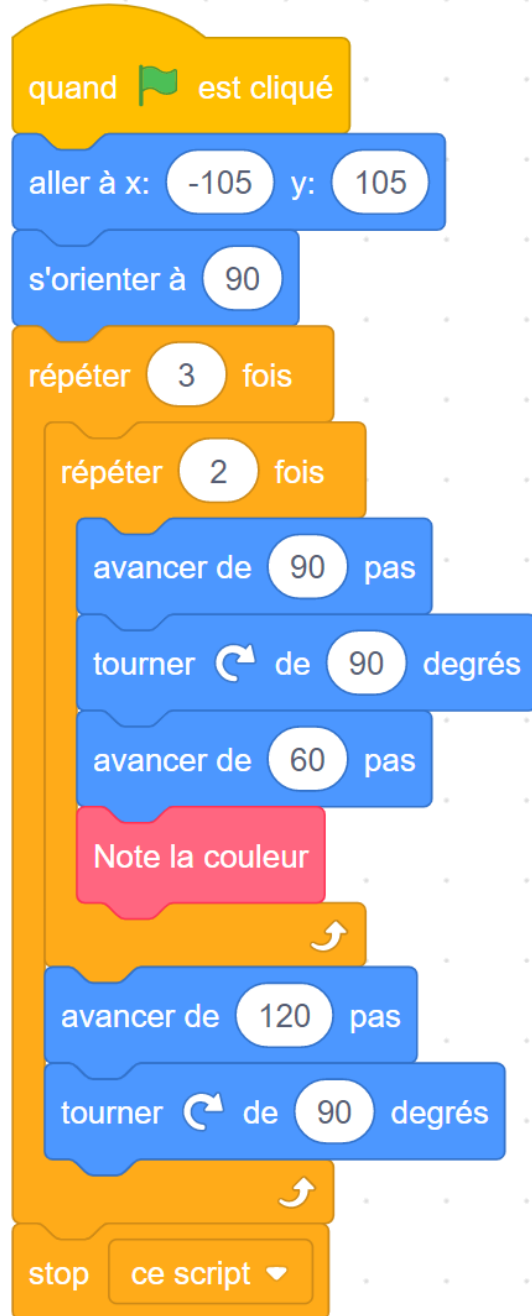 quand est cliqué
aller à x: -105 y: 105
s'orienter à 90
répéter 3 fois
répéter 2 fois
avancer de 90 pas
tourner de 90 degrés
avancer de 60 pas
Note la couleur
avancer de 120 pas
tourner de 90 degrés
stop ce script